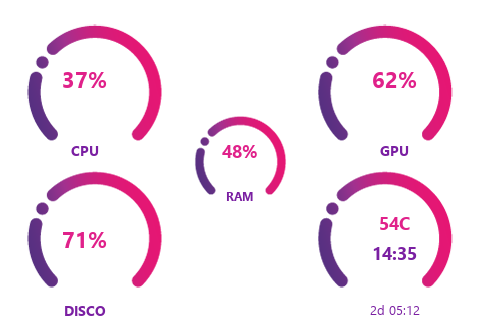 37%
CPU
62%
GPU
48%
RAM
71%
DISCO
54C
14:35
2d 05:12